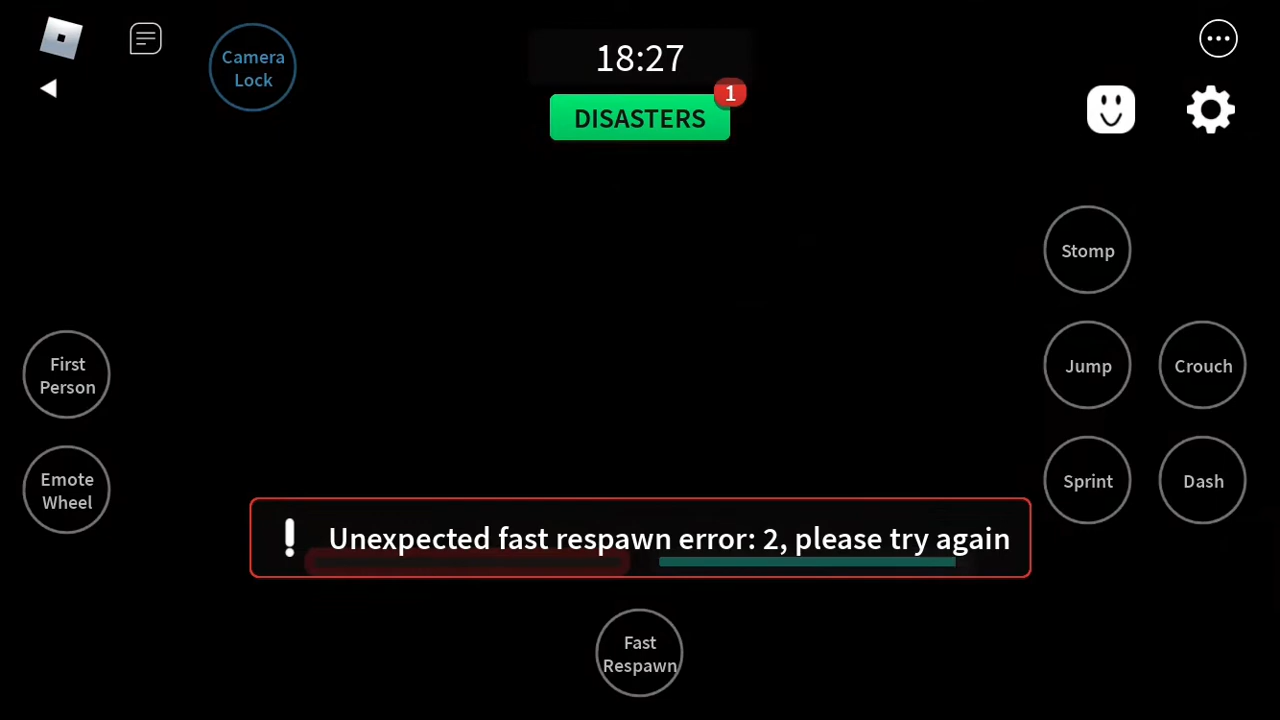 Camera
Lock
18:27
1
DISASTERS
Stomp
First
Person
Jump
Crouch
Emote
Wheel
Sprint
Dash
Unexpected fast respawn error: 2, please try again
Fast
Respawn